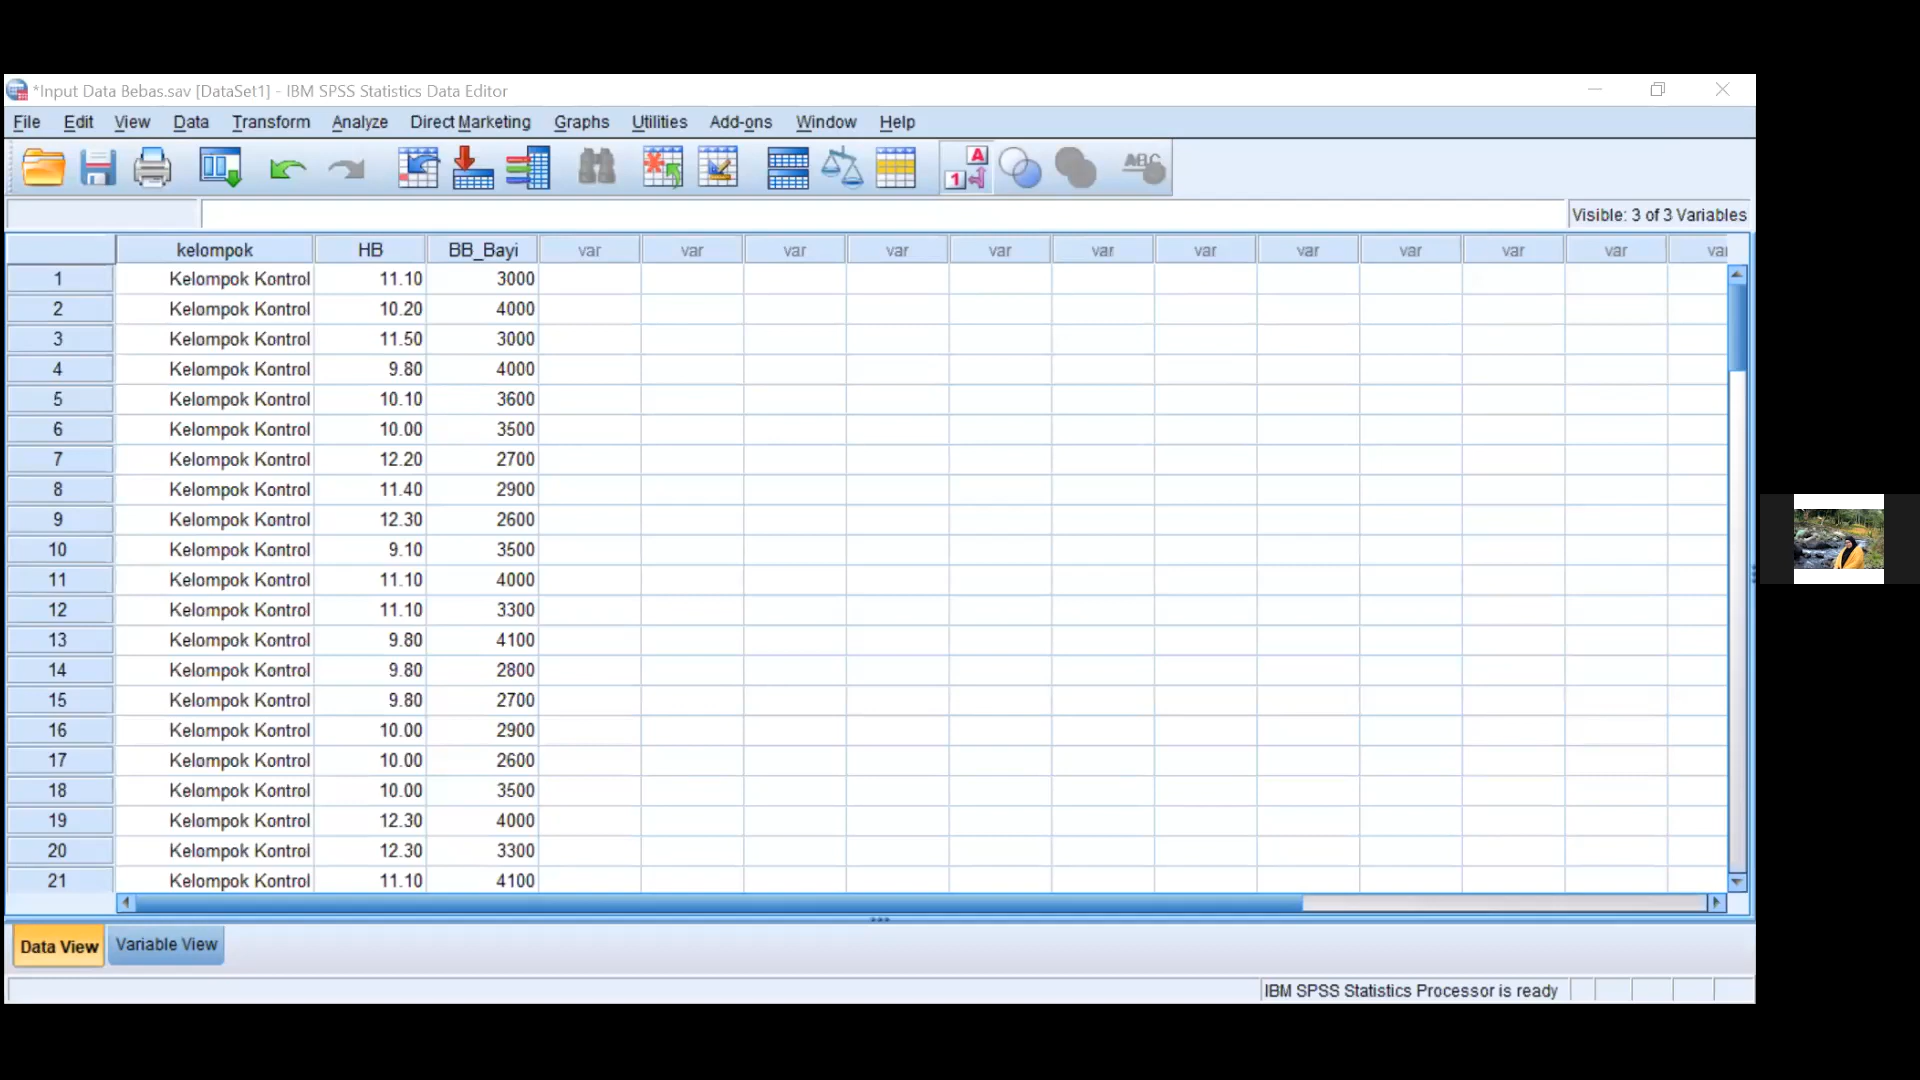 *Input Data Bebas.sav [DataSet1] - IBM SPSS Statistics Data Editor
File Edit View Data Transform Analyze Direct Marketing Graphs Utilities Add-ons Window Help
A
1
ABC
Visible: 3 of 3 Variables
kelompok HB BB_Bayi var var var var var var var var var var var var
1 Kelompok Kontrol 11.10 3000
2 Kelompok Kontrol 10.20 4000
3 Kelompok Kontrol 11.50 3000
4 Kelompok Kontrol 9.80 4000
5 Kelompok Kontrol 10.10 3600
6 Kelompok Kontrol 10.00 3500
7 Kelompok Kontrol 12.20 2700
8 Kelompok Kontrol 11.40 2900
9 Kelompok Kontrol 12.30 2600
10 Kelompok Kontrol 9.10 3500
11 Kelompok Kontrol 11.10 4000
12 Kelompok Kontrol 11.10 3300
13 Kelompok Kontrol 9.80 4100
14 Kelompok Kontrol 9.80 2800
15 Kelompok Kontrol 9.80 2700
16 Kelompok Kontrol 10.00 2900
17 Kelompok Kontrol 10.00 2600
18 Kelompok Kontrol 10.00 3500
19 Kelompok Kontrol 12.30 4000
20 Kelompok Kontrol 12.30 3300
21 Kelompok Kontrol 11.10 4100
Data View Variable View
IBM SPSS Statistics Processor is ready